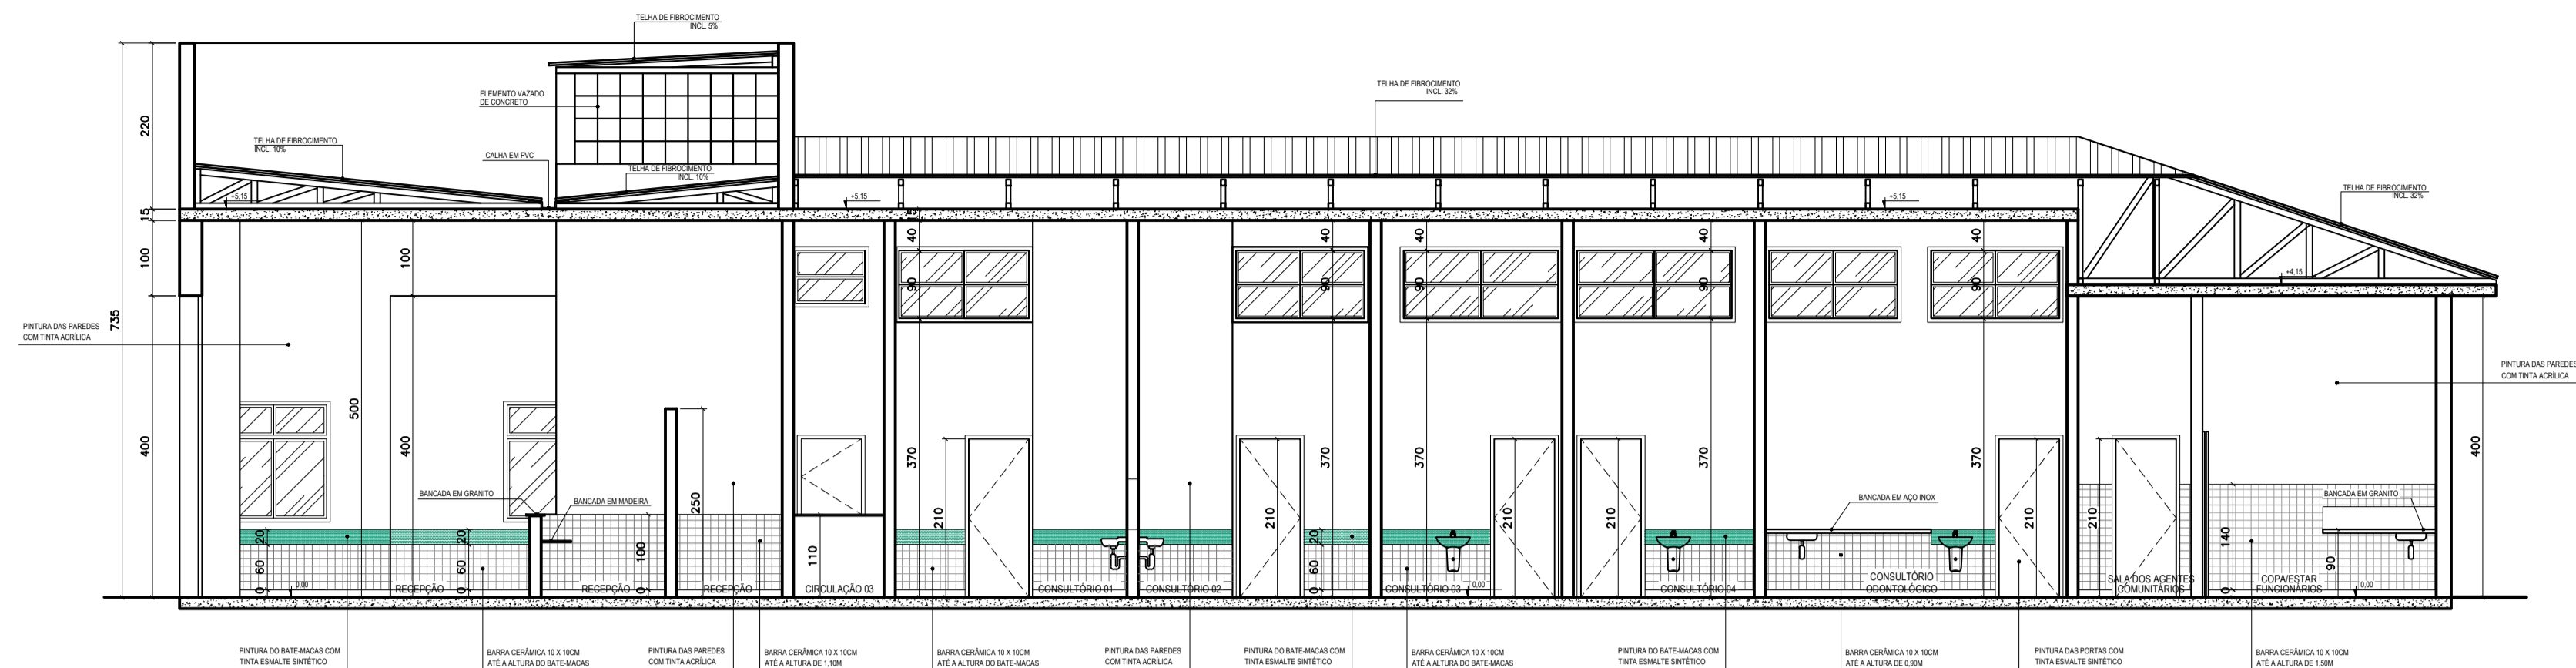 TELHA DE FIBROCIMENTO
INCL. 5%
ELEMENTO VAZADO
DE CONCRETO
TELHA DE FIBROCIMENTO
INCL. 32%
220
TELHA DE FIBROCIMENTO
INCL. 10%
CALHA EM PVC
TELHA DE FIBROCIMENTO
INCL. 10%
TELHA DE FIBROCIMENTO
INCL. 32%
+5,15
+5,15
+5,15
15
15
+4,15
100
100
40
40
40
40
40
90
90
90
90
90
735
PINTURA DAS PAREDES
COM TINTA ACRÍLICA
PINTURA DAS PAREDES
COM TINTA ACRÍLICA
400
500
400
370
370
370
370
370
400
BANCADA EM GRANITO
BANCADA EM MADEIRA
250
BANCADA EM AÇO INOX
BANCADA EM GRANITO
210
210
210
210
210
210
20
20
20
140
100
110
90
60
60
60
0
0
0
0
0
0,00
0,00
0,00
RECEPÇÃO
RECEPÇÃO
RECEPÇÃO
CIRCULAÇÃO 03
CONSULTÓRIO 01
CONSULTÓRIO 02
CONSULTÓRIO 03
CONSULTÓRIO 04
CONSULTÓRIO
ODONTOLÓGICO
SALA DOS AGENTES
COMUNITÁRIOS
COPA/ESTAR
FUNCIONÁRIOS
PINTURA DO BATE-MACAS COM
TINTA ESMALTE SINTÉTICO
BARRA CERÂMICA 10 X 10CM
ATÉ A ALTURA DO BATE-MACAS
PINTURA DAS PAREDES
COM TINTA ACRÍLICA
BARRA CERÂMICA 10 X 10CM
ATÉ A ALTURA DE 1,10M
BARRA CERÂMICA 10 X 10CM
ATÉ A ALTURA DO BATE-MACAS
PINTURA DAS PAREDES
COM TINTA ACRÍLICA
PINTURA DO BATE-MACAS COM
TINTA ESMALTE SINTÉTICO
BARRA CERÂMICA 10 X 10CM
ATÉ A ALTURA DO BATE-MACAS
PINTURA DO BATE-MACAS COM
TINTA ESMALTE SINTÉTICO
BARRA CERÂMICA 10 X 10CM
ATÉ A ALTURA DE 0,90M
PINTURA DAS PORTAS COM
TINTA ESMALTE SINTÉTICO
BARRA CERÂMICA 10 X 10CM
ATÉ A ALTURA DE 1,50M